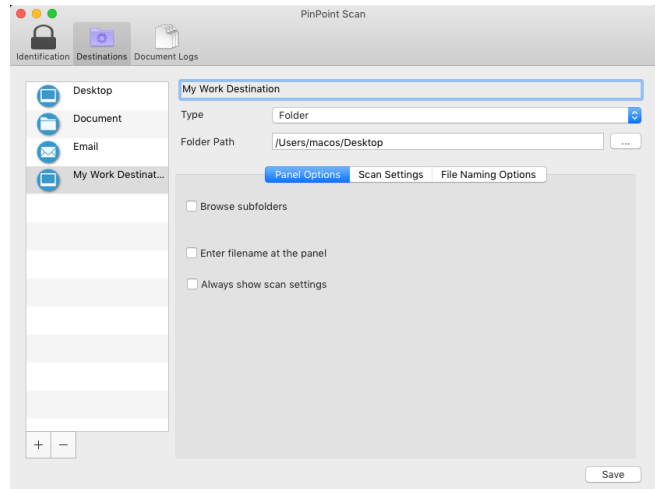 PinPoint Scan
Identification Destinations Document Logs
Desktop
Document
Email
My Work Destinat...
My Work Destination
Type Folder
Folder Path /Users/macos/Desktop ...
Panel Options Scan Settings File Naming Options
Browse subfolders
Enter filename at the panel
Always show scan settings
+ −
Save